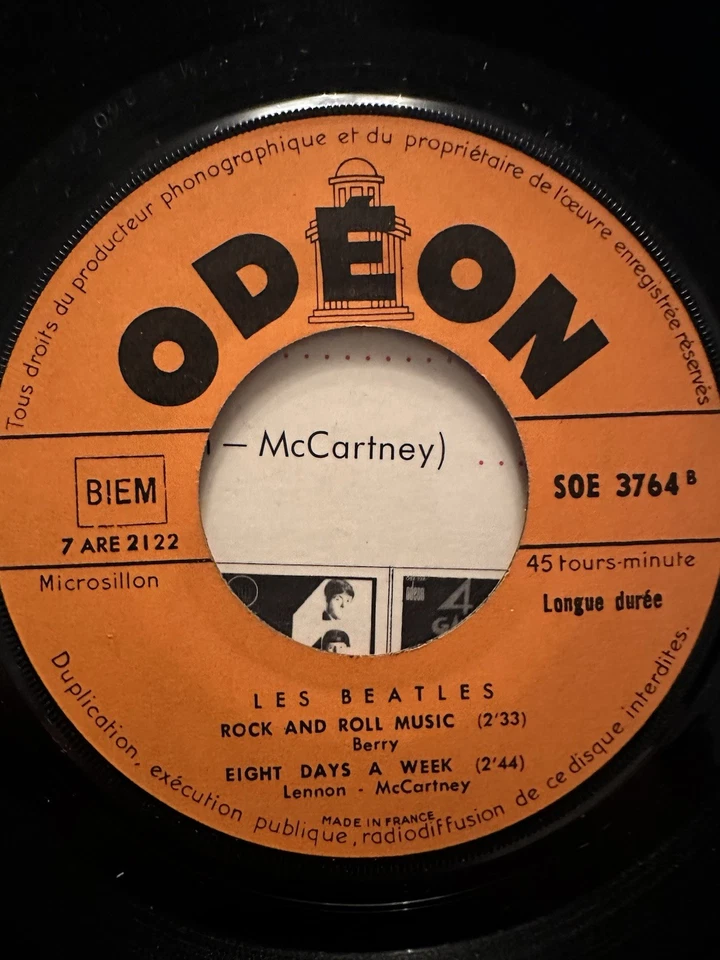 Tous droits du producteur phonographique et du propriétaire de l'œuvre enregistrée réservés
ODÉON
– McCartney)
BIEM
7 ARE 2122
Microsillon
SOE 3764 B
45 tours-minute
Longue durée
odeon
4
LES BEATLES
ROCK AND ROLL MUSIC (2'33)
Berry
EIGHT DAYS A WEEK (2'44)
Lennon - McCartney
MADE IN FRANCE
Duplication, exécution publique, radiodiffusion de ce disque interdites.